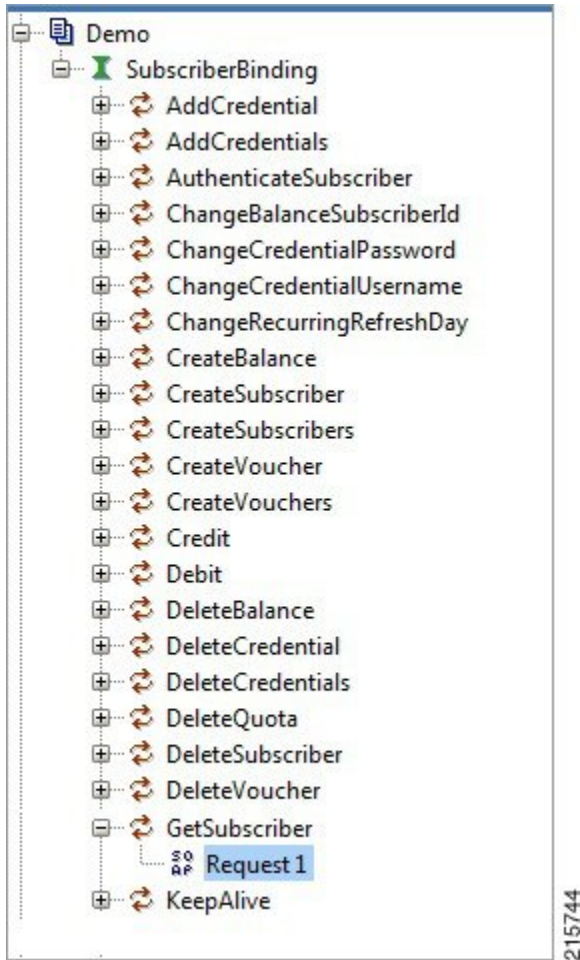 Demo
SubscriberBinding
AddCredential
AddCredentials
AuthenticateSubscriber
ChangeBalanceSubscriberId
ChangeCredentialPassword
ChangeCredentialUsername
ChangeRecurringRefreshDay
CreateBalance
CreateSubscriber
CreateSubscribers
CreateVoucher
CreateVouchers
Credit
Debit
DeleteBalance
DeleteCredential
DeleteCredentials
DeleteQuota
DeleteSubscriber
DeleteVoucher
GetSubscriber
SOAP Request 1
KeepAlive
215744